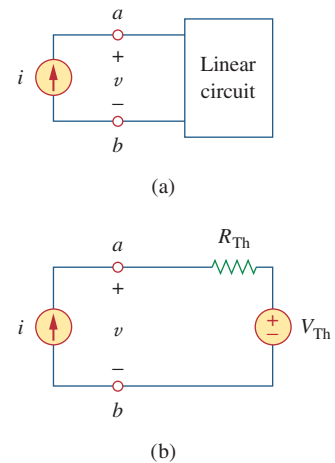 a
+
i
v
Linear
circuit
–
b
(a)
R_Th
a
+
i
v
+
–
V_Th
–
b
(b)